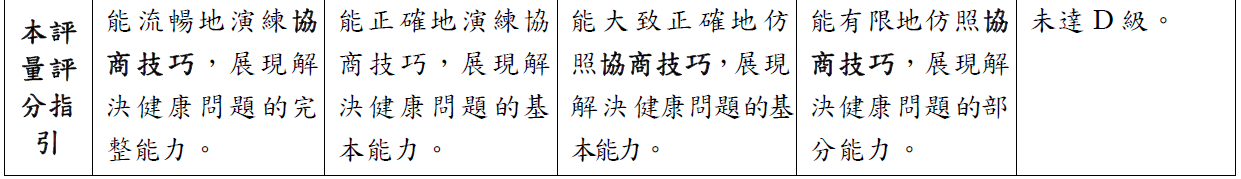 本評量評分指引
能流暢地演練協商技巧，展現解決健康問題的完整能力。
能正確地演練協商技巧，展現解決健康問題的基本能力。
能大致正確地仿照協商技巧，展現解決健康問題的基本能力。
能有限地仿照協商技巧，展現解決健康問題的部分能力。
未達 D 級。